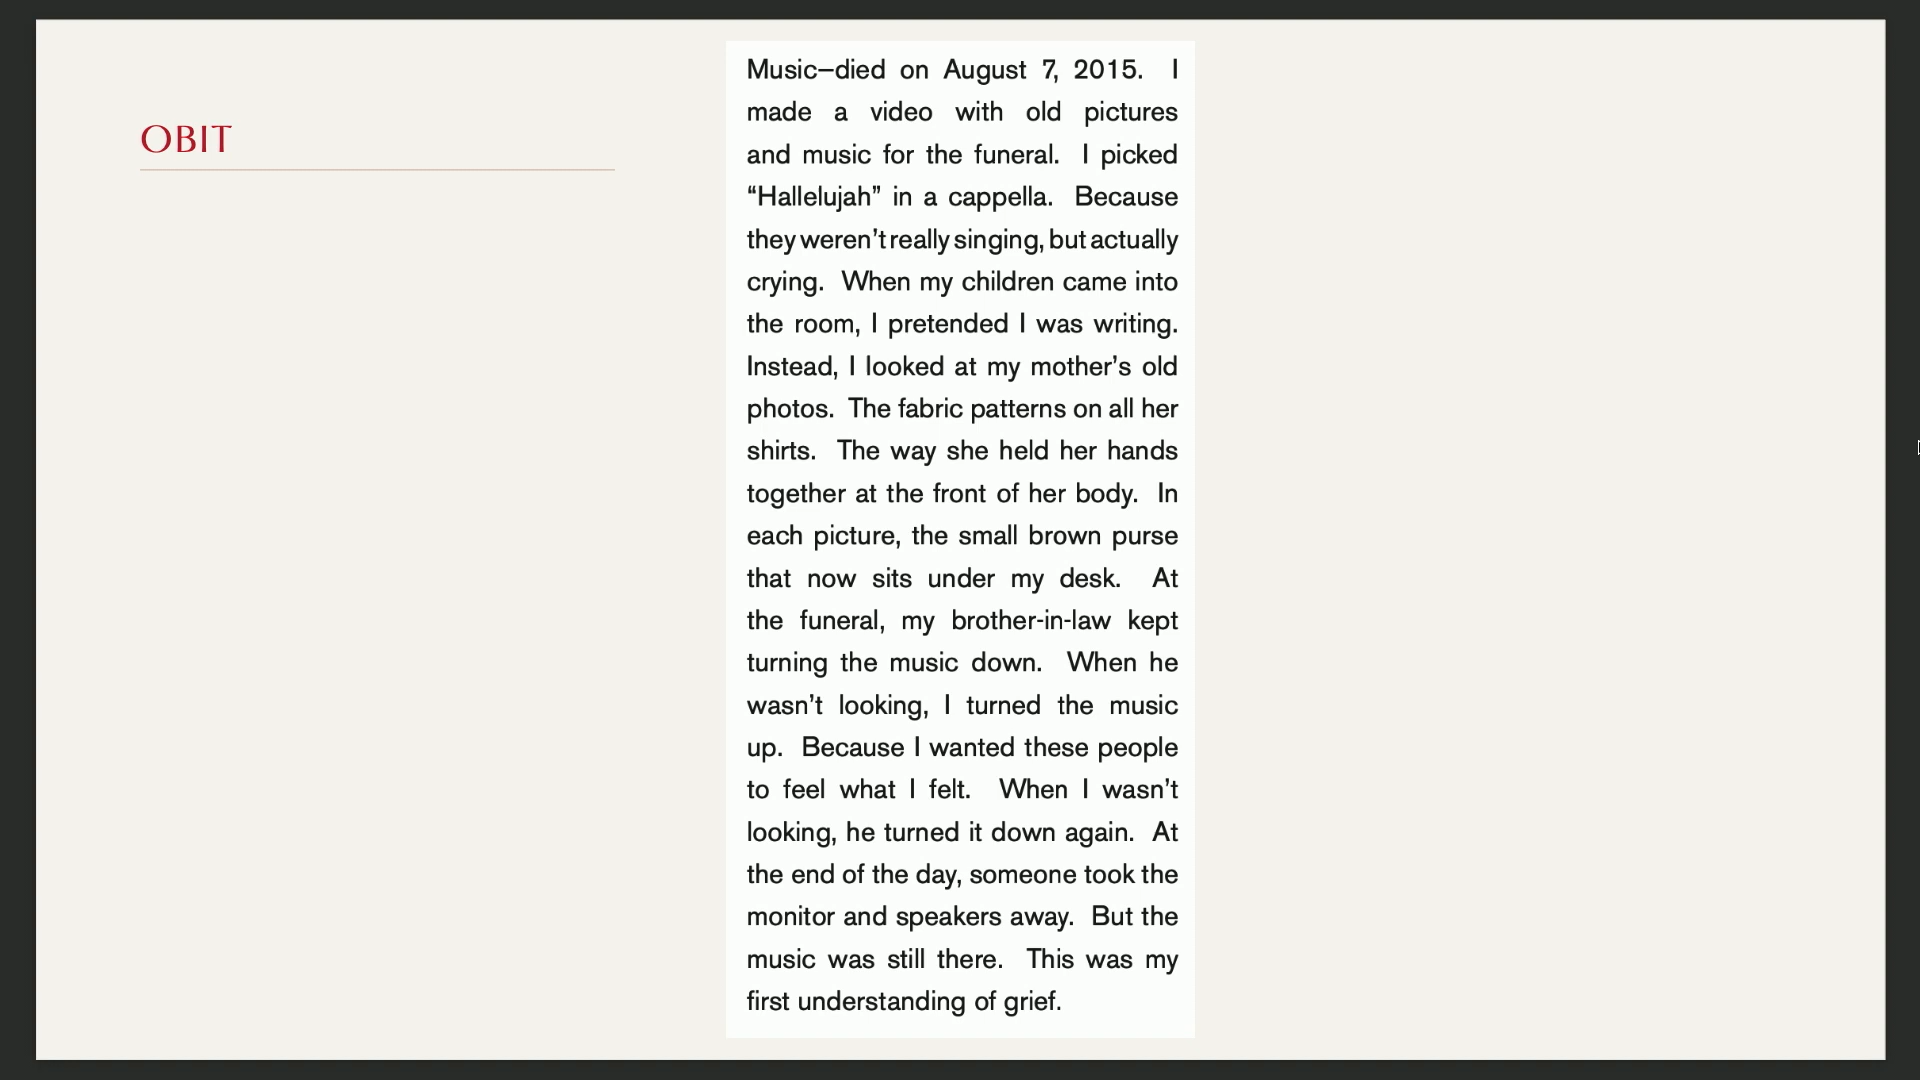 OBIT
Music—died on August 7, 2015. I
made a video with old pictures
and music for the funeral. I picked
“Hallelujah” in a cappella. Because
they weren’t really singing, but actually
crying. When my children came into
the room, I pretended I was writing.
Instead, I looked at my mother’s old
photos. The fabric patterns on all her
shirts. The way she held her hands
together at the front of her body. In
each picture, the small brown purse
that now sits under my desk. At
the funeral, my brother-in-law kept
turning the music down. When he
wasn’t looking, I turned the music
up. Because I wanted these people
to feel what I felt. When I wasn’t
looking, he turned it down again. At
the end of the day, someone took the
monitor and speakers away. But the
music was still there. This was my
first understanding of grief.